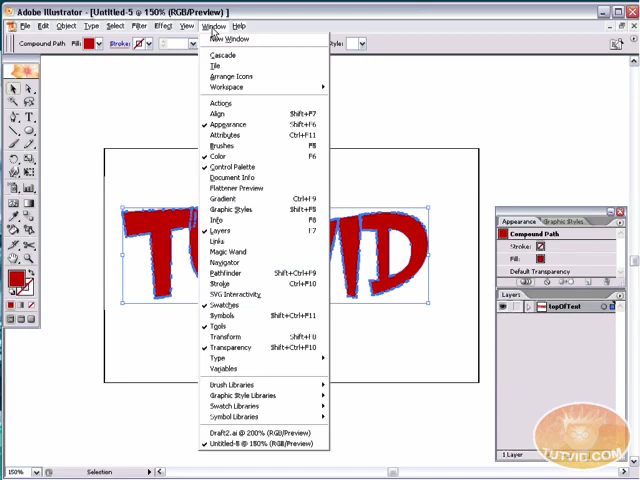 Adobe Illustrator - [Untitled-5 @ 150% (RGB/Preview) ]
File Edit Object Type Select Filter Effect View Window Help
Compound Path Fill: Stroke: Style:
New Window
Cascade
Tile
Arrange Icons
Workspace
Actions
Align Shift+F7
Appearance Shift+F6
Attributes Ctrl+F11
Brushes F5
Color F6
Control Palette
Document Info
Flattener Preview
Gradient Ctrl+F9
Graphic Styles Shift+F5
Info F8
Layers F7
Links
Magic Wand
Navigator
Pathfinder Shift+Ctrl+F9
Stroke Ctrl+F10
SVG Interactivity
Swatches
Symbols Shift+Ctrl+F11
Tools
Transform Shift+F8
Transparency Shift+Ctrl+F10
Type
Variables
Brush Libraries
Graphic Style Libraries
Swatch Libraries
Symbol Libraries
Draft2.ai @ 200% (RGB/Preview)
Untitled-5 @ 150% (RGB/Preview)
Appearance Graphic Styles
Compound Path
Stroke:
Fill:
Default Transparency
Layers
topOfText
1 Layer
TUTVID.COM
150% Selection